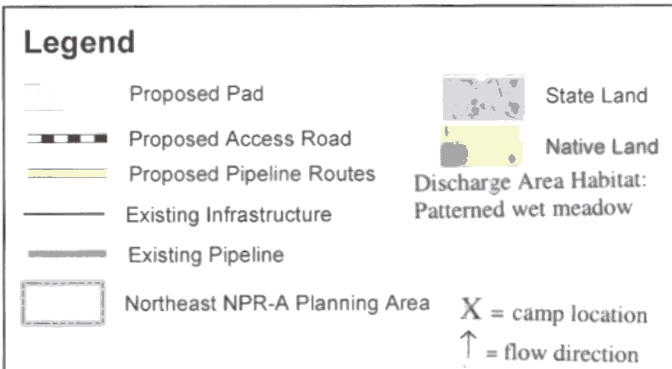 Legend
Proposed Pad
Proposed Access Road
Proposed Pipeline Routes
Existing Infrastructure
Existing Pipeline
Northeast NPR-A Planning Area
State Land
Native Land
Discharge Area Habitat:
Patterned wet meadow
X = camp location
↑ = flow direction